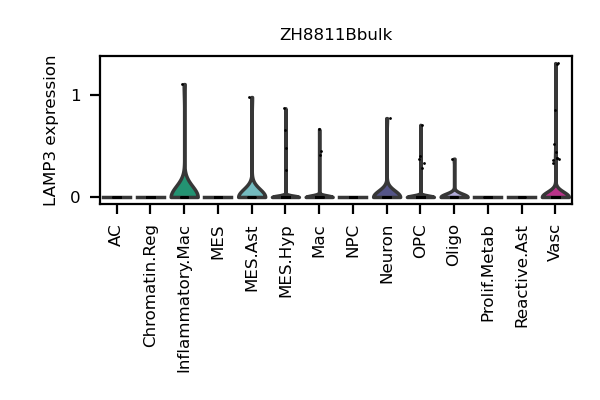 ZH8811Bbulk
LAMP3 expression
1
0
AC
Chromatin.Reg
Inflammatory.Mac
MES
MES.Ast
MES.Hyp
Mac
NPC
Neuron
OPC
Oligo
Prolif.Metab
Reactive.Ast
Vasc